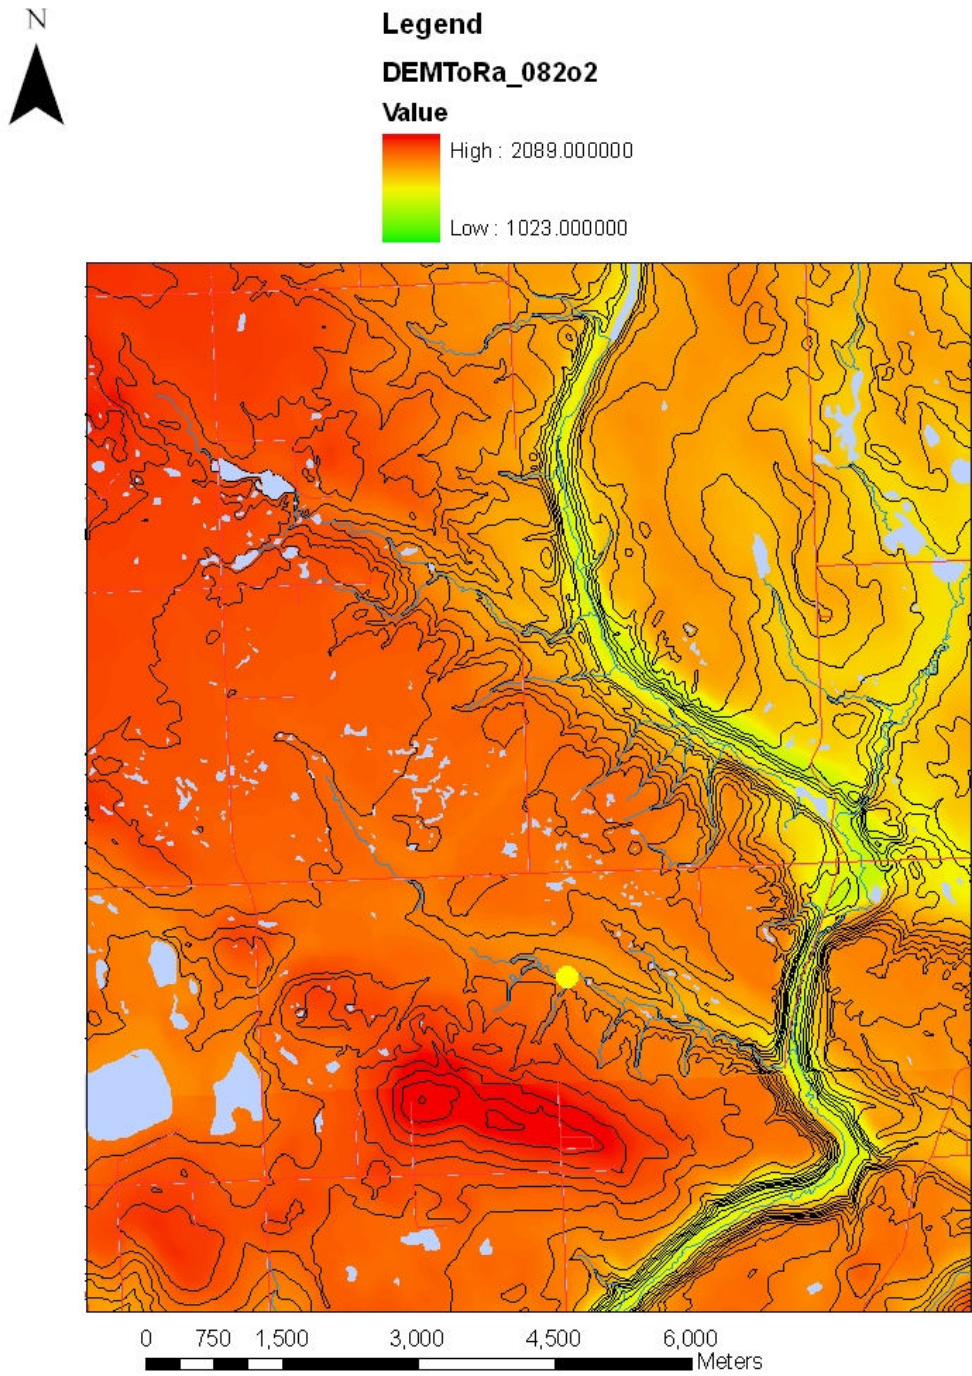 N
Legend
DEMToRa_082o2
Value
High : 2089.000000
Low : 1023.000000
0 750 1,500 3,000 4,500 6,000
Meters